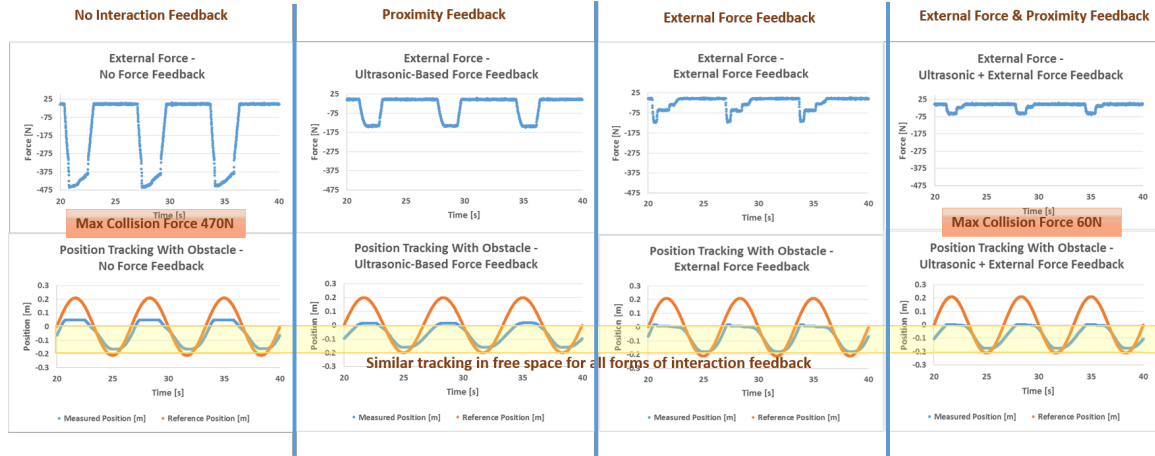 No Interaction Feedback
External Force -
No Force Feedback
Force [N]
25
-75
-175
-275
-375
-475
20
25
30
35
40
Time [s]
Max Collision Force 470N
Position Tracking With Obstacle -
No Force Feedback
Position [m]
0.3
0.2
0.1
0
-0.1
-0.2
-0.3
20
25
30
35
40
Time [s]
Measured Position [m]
Reference Position [m]
Proximity Feedback
External Force -
Ultrasonic-Based Force Feedback
Force [N]
25
-75
-175
-275
-375
-475
20
25
30
35
40
Time [s]
Position Tracking With Obstacle -
Ultrasonic-Based Force Feedback
Position [m]
0.3
0.2
0.1
0
-0.1
-0.2
-0.3
20
25
30
35
40
Time [s]
Measured Position [m]
Reference Position [m]
External Force Feedback
External Force -
External Force Feedback
Force [N]
25
-75
-175
-275
-375
-475
20
25
30
35
40
Time [s]
Position Tracking With Obstacle -
External Force Feedback
Position [m]
0.3
0.2
0.1
0
-0.1
-0.2
-0.3
20
25
30
35
40
Time [s]
Measured Position [m]
Reference Position [m]
External Force & Proximity Feedback
External Force -
Ultrasonic + External Force Feedback
Force [N]
25
-75
-175
-275
-375
-475
20
25
30
35
40
Time [s]
Max Collision Force 60N
Position Tracking With Obstacle -
Ultrasonic + External Force Feedback
Position [m]
0.3
0.2
0.1
0
-0.1
-0.2
-0.3
20
25
30
35
40
Time [s]
Measured Position [m]
Reference Position [m]
Similar tracking in free space for all forms of interaction feedback